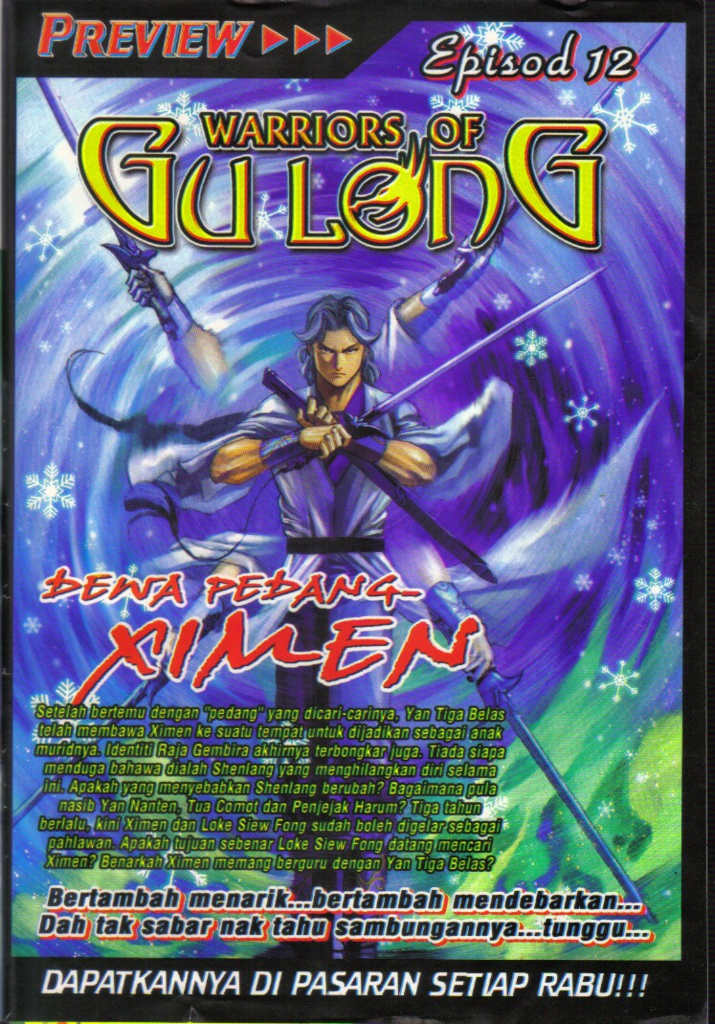 PREVIEW
Episod 12
WARRIORS OF
GU LONG
DEWA PEDANG-
XIMEN
Setelah bertemu dengan "pedang" yang dicari-carinya, Yan Tiga Belas
telah membawa Ximen ke suatu tempat untuk dijadikan sebagai anak
muridnya. Identiti Raja Gembira akhirnya terbongkar juga. Tiada siapa
menduga bahawa dialah Shenlang yang menghilangkan diri selama
ini. Apakah yang menyebabkan Shenlang berubah? Bagaimana pula
nasib Yan Nanten, Tua Comot dan Penjejak Harum? Tiga tahun
berlalu, kini Ximen dan Loke Siew Fong sudah boleh digelar sebagai
pahlawan. Apakah tujuan sebenar Loke Siew Fong datang mencari
Ximen? Benarkah Ximen memang berguru dengan Yan Tiga Belas?
Bertambah menarik...bertambah mendebarkan...
Dah tak sabar nak tahu sambungannya...tunggu...
DAPATKANNYA DI PASARAN SETIAP RABU!!!